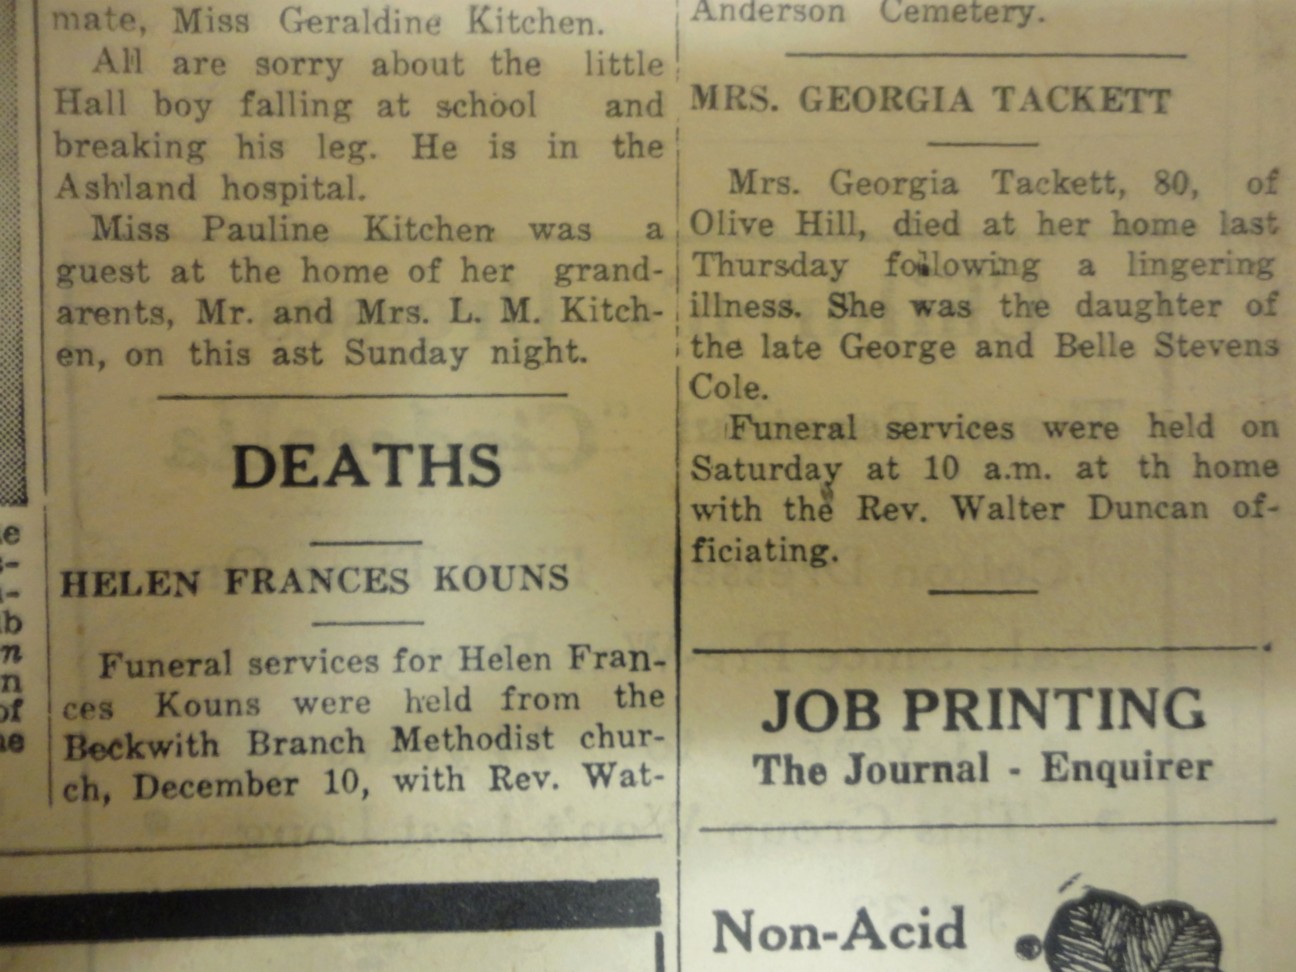 mate, Miss Geraldine Kitchen.
All are sorry about the little
Hall boy falling at school and
breaking his leg. He is in the
Ashland hospital.
Miss Pauline Kitchen was a
guest at the home of her grand-
arents, Mr. and Mrs. L. M. Kitch-
en, on this ast Sunday night.
DEATHS
HELEN FRANCES KOUNS
Funeral services for Helen Fran-
ces Kouns were held from the
Beckwith Branch Methodist chur-
ch, December 10, with Rev. Wat-
Anderson Cemetery.
MRS. GEORGIA TACKETT
Mrs. Georgia Tackett, 80, of
Olive Hill, died at her home last
Thursday following a lingering
illness. She was the daughter of
the late George and Belle Stevens
Cole.
Funeral services were held on
Saturday at 10 a.m. at th home
with the Rev. Walter Duncan of-
ficiating.
JOB PRINTING
The Journal - Enquirer
Non-Acid